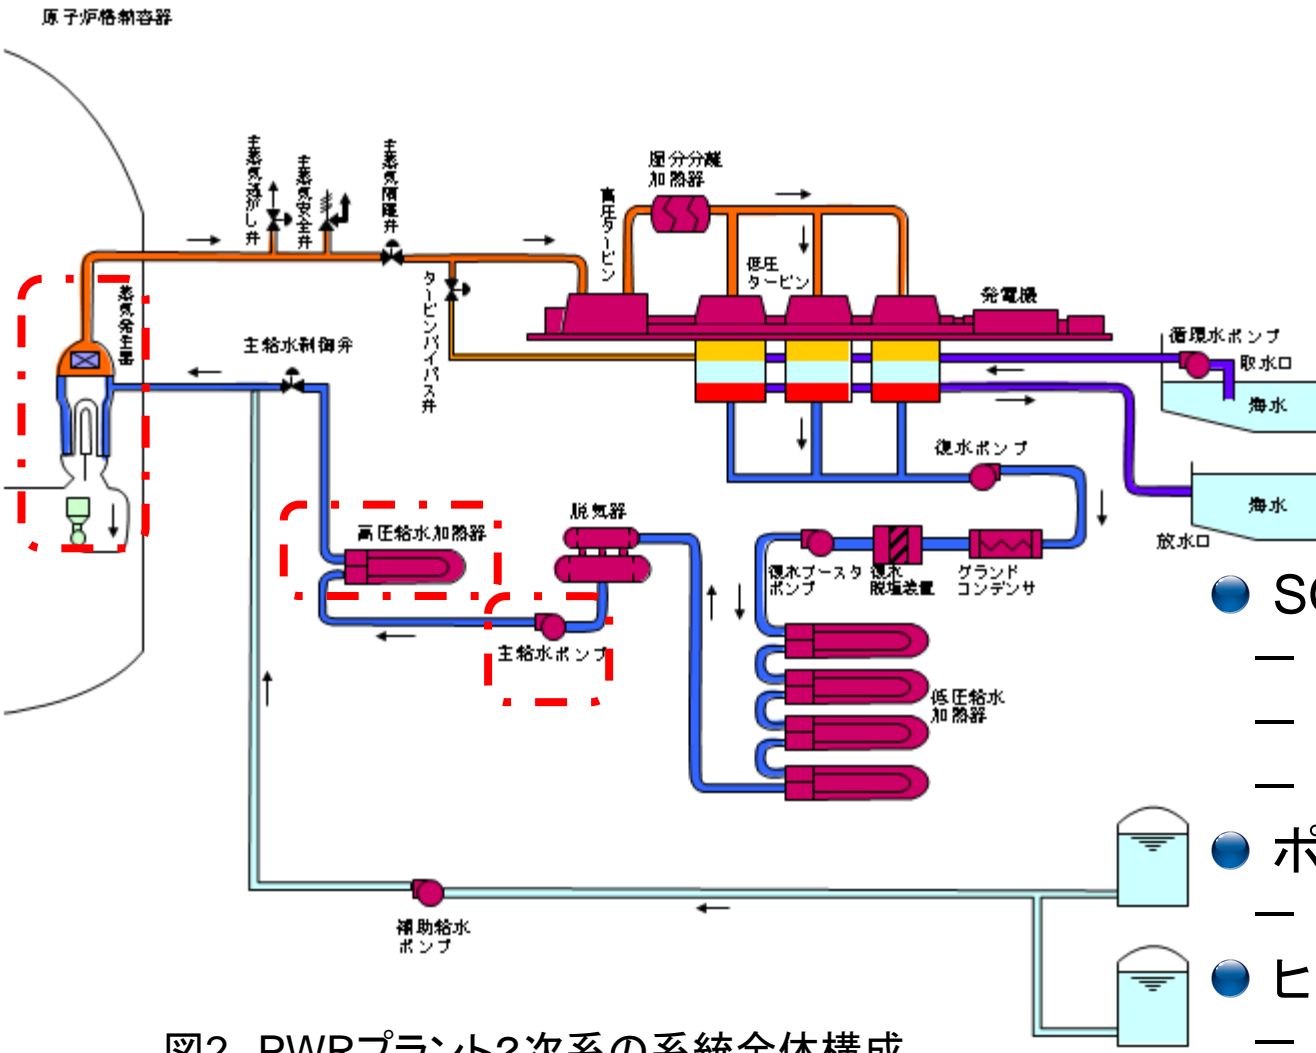 原子炉格納容器
主蒸気逃がし弁
主蒸気安全弁
主蒸気隔離弁
湿分分離
加熱器
高圧タービン
低圧
タービン
発電機
循環水ポンプ
取水口
海水
蒸気発生器
主給水制御弁
タービンバイパス弁
復水ポンプ
海水
放水口
高圧給水加熱器
脱気器
復水ブースタ
ポンプ
復水
脱塩装置
グランド
コンデンサ
主給水ポンプ
低圧給水
加熱器
補助給水
ポンプ
図2 PWRプラント2次系の系統全体構成
S
ポ
ヒ